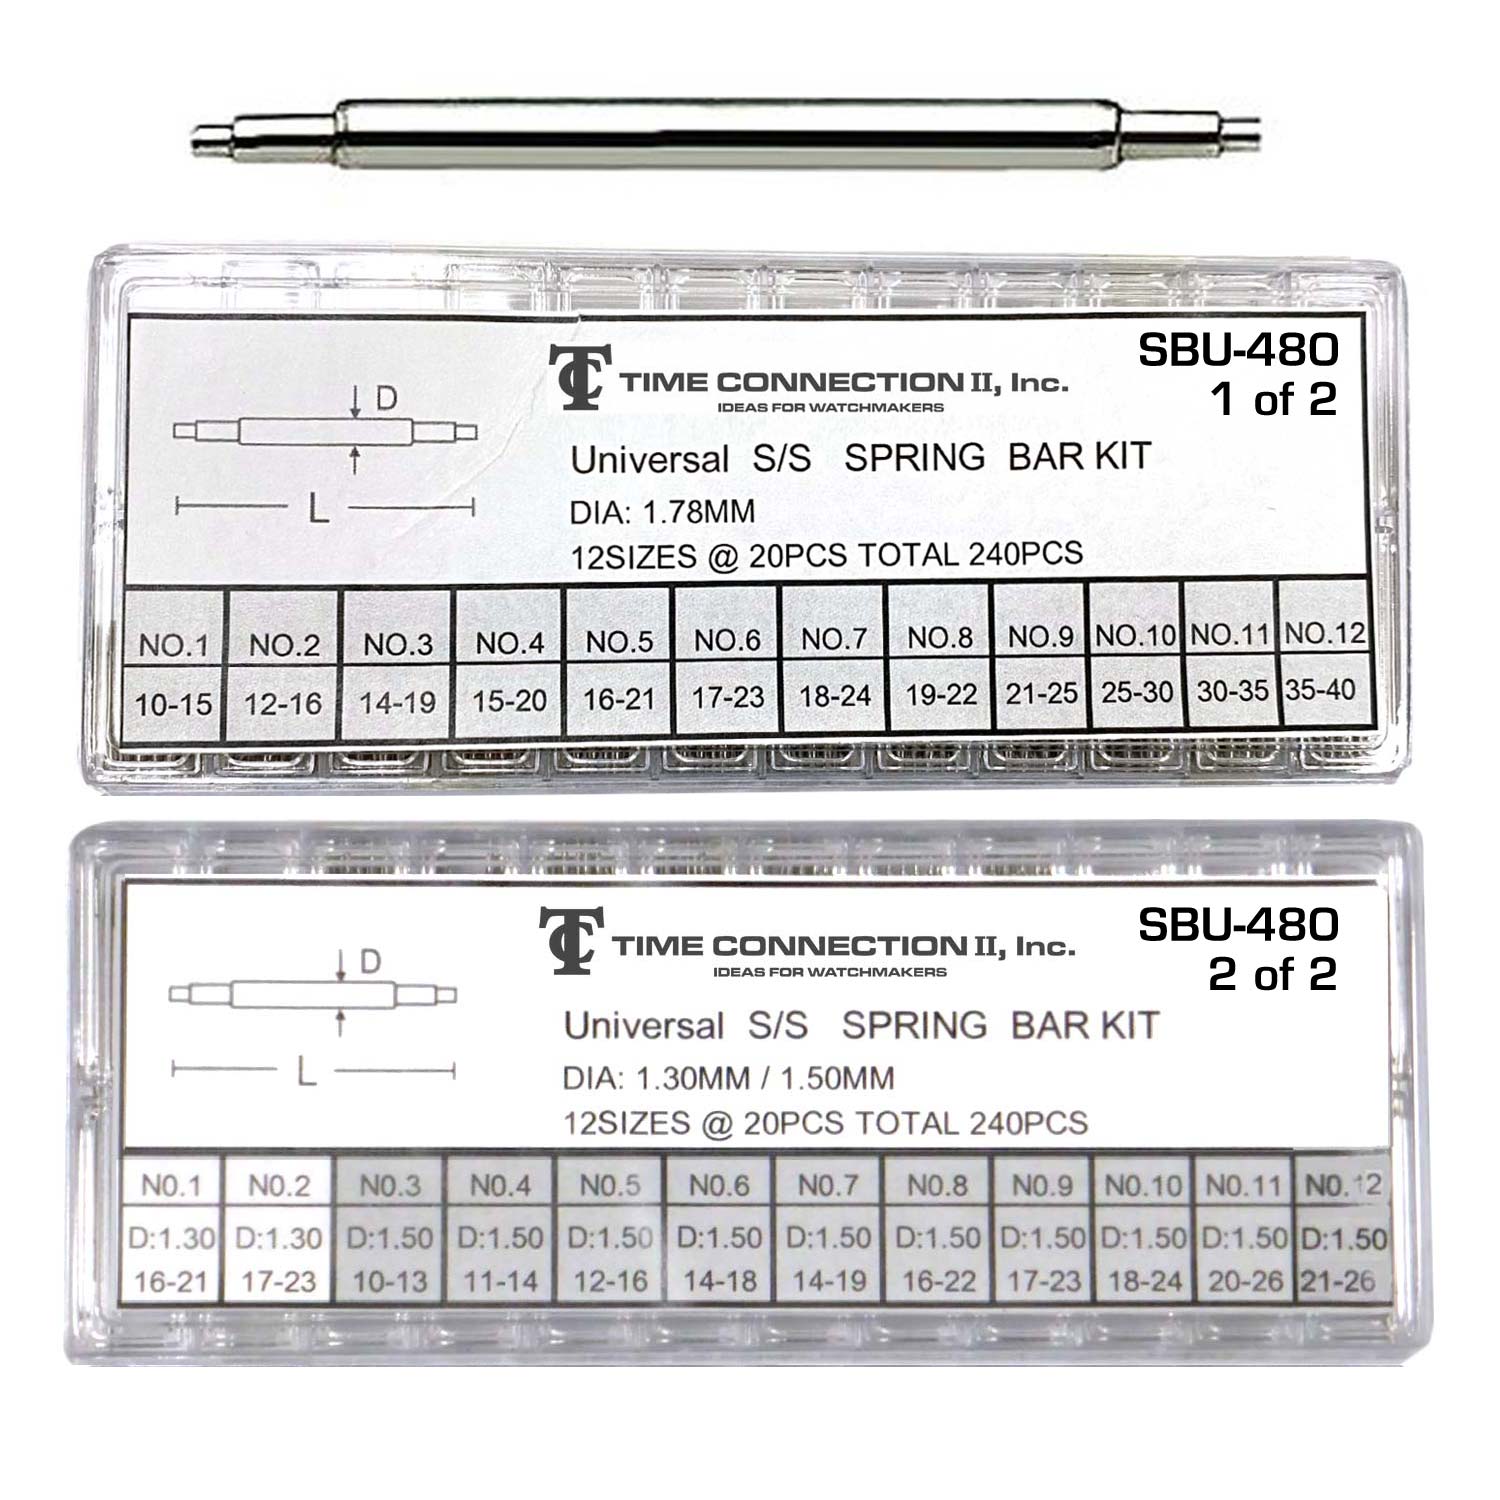 SBU-480
1 of 2
TC TIME CONNECTION II, Inc.
IDEAS FOR WATCHMAKERS
D
L
Universal S/S SPRING BAR KIT
DIA: 1.78MM
12SIZES @ 20PCS TOTAL 240PCS
NO.1 NO.2 NO.3 NO.4 NO.5 NO.6 NO.7 NO.8 NO.9 NO.10 NO.11 NO.12
10-15 12-16 14-19 15-20 16-21 17-23 18-24 19-22 21-25 25-30 30-35 35-40
SBU-480
2 of 2
TC TIME CONNECTION II, Inc.
IDEAS FOR WATCHMAKERS
D
L
Universal S/S SPRING BAR KIT
DIA: 1.30MM / 1.50MM
12SIZES @ 20PCS TOTAL 240PCS
N0.1 N0.2 N0.3 N0.4 N0.5 N0.6 N0.7 N0.8 N0.9 N0.10 N0.11 N0.12
D:1.30 D:1.30 D:1.50 D:1.50 D:1.50 D:1.50 D:1.50 D:1.50 D:1.50 D:1.50 D:1.50 D:1.50
16-21 17-23 10-13 11-14 12-16 14-18 14-19 16-22 17-23 18-24 20-26 21-26